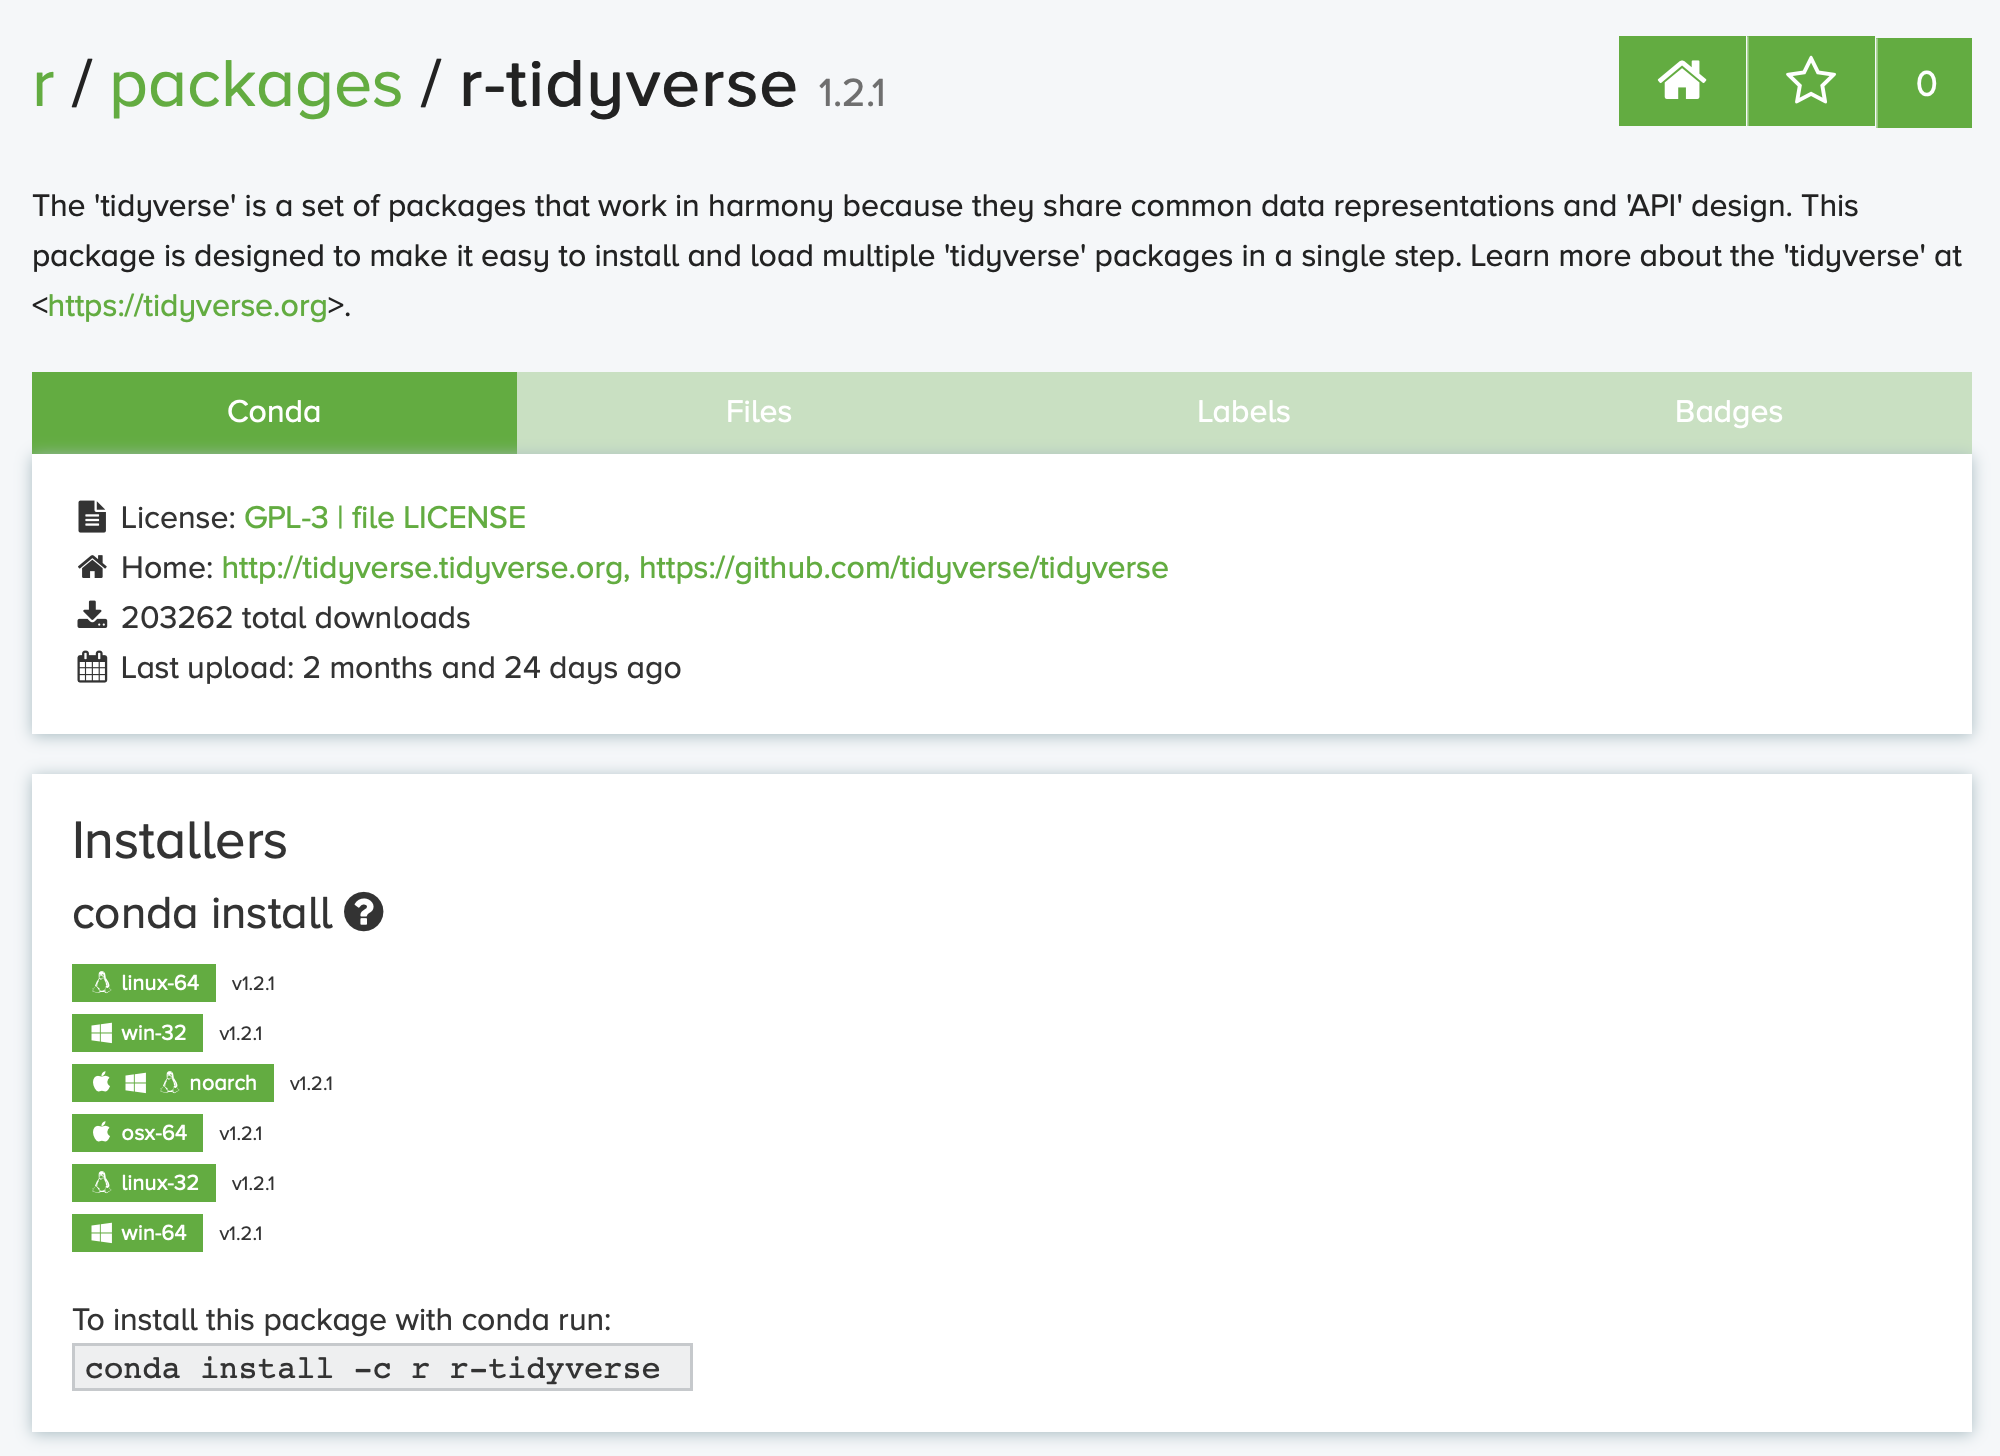 r / packages / r-tidyverse 1.2.1
0
The 'tidyverse' is a set of packages that work in harmony because they share common data representations and 'API' design. This
package is designed to make it easy to install and load multiple 'tidyverse' packages in a single step. Learn more about the 'tidyverse' at
<https://tidyverse.org>.
Conda Files Labels Badges
License: GPL-3 | file LICENSE
Home: http://tidyverse.tidyverse.org, https://github.com/tidyverse/tidyverse
203262 total downloads
Last upload: 2 months and 24 days ago
Installers
conda install ?
linux-64 v1.2.1
win-32 v1.2.1
noarch v1.2.1
osx-64 v1.2.1
linux-32 v1.2.1
win-64 v1.2.1
To install this package with conda run:
conda install -c r r-tidyverse